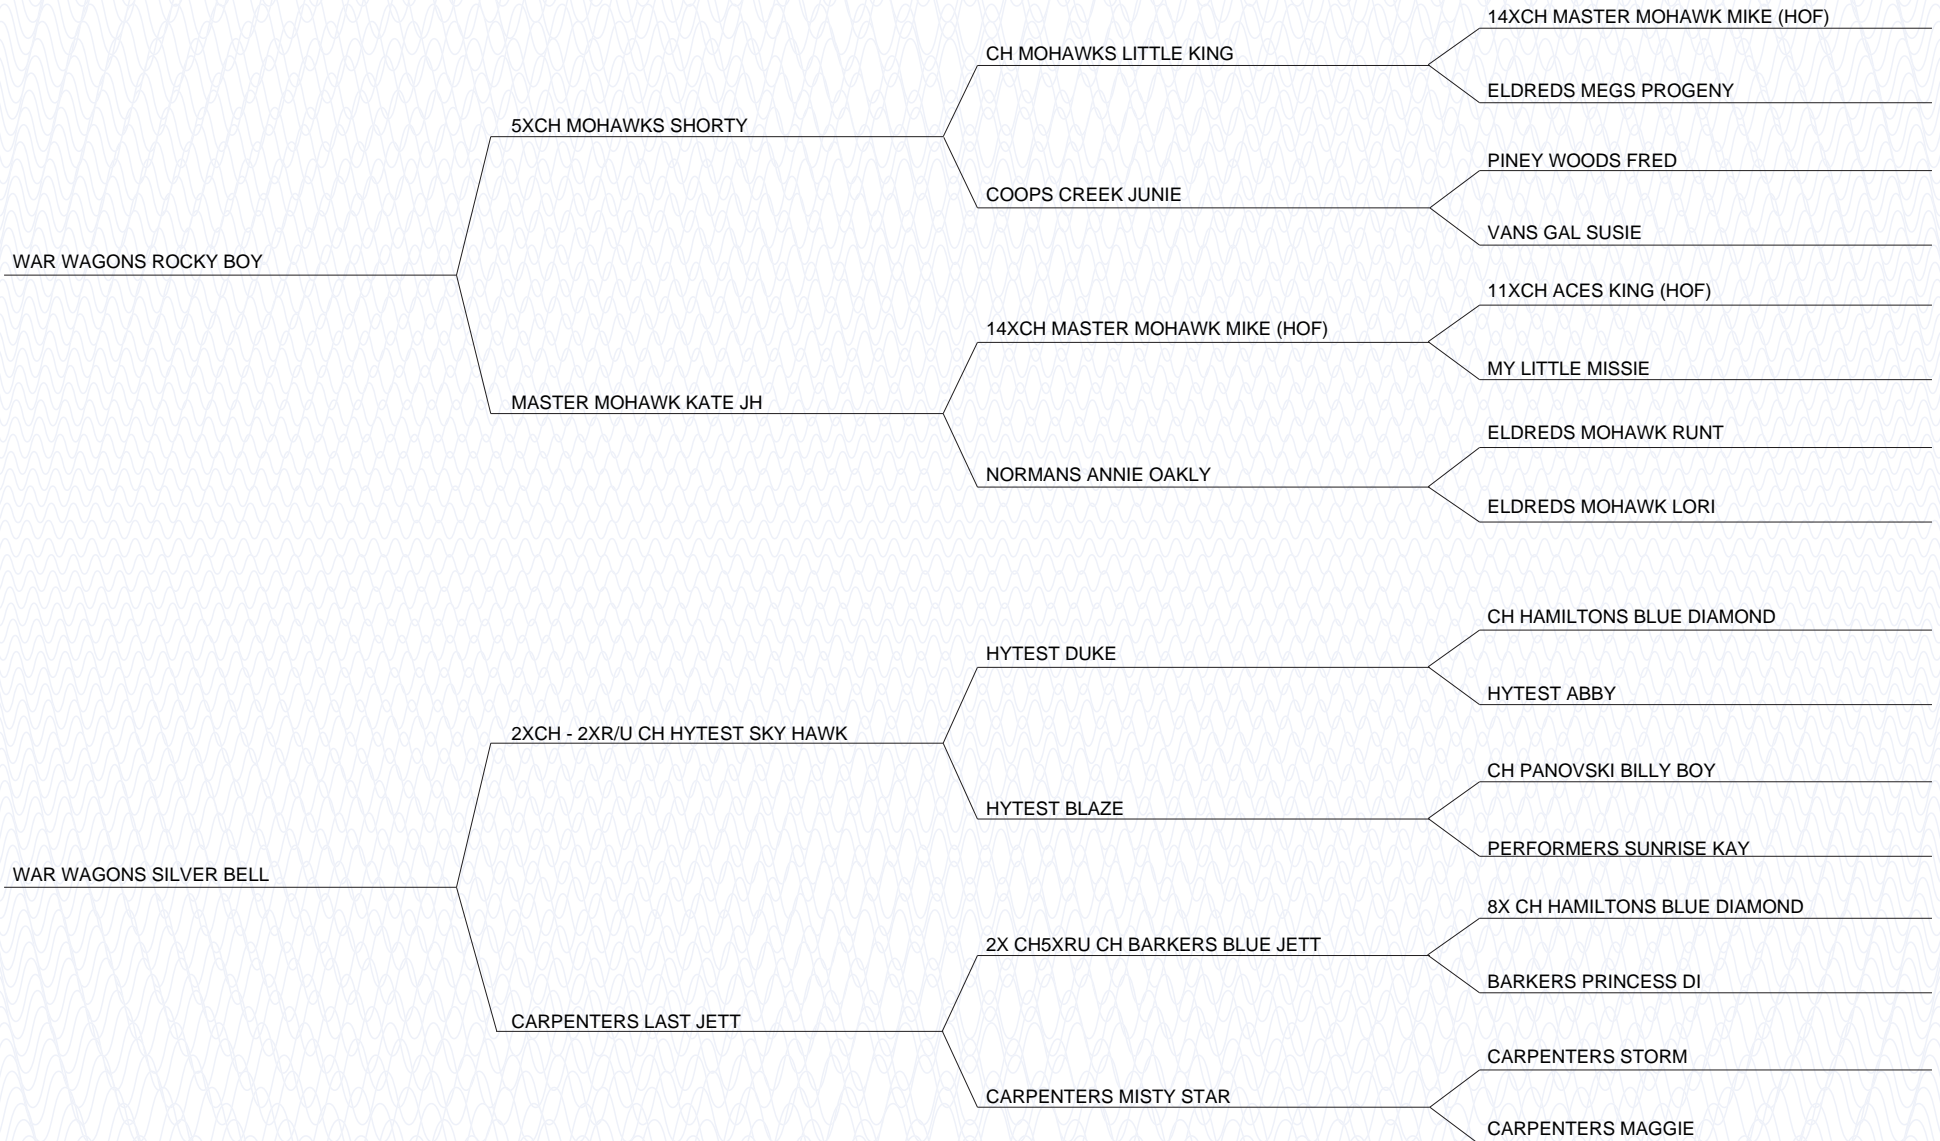 14XCH MASTER MOHAWK MIKE (HOF)
CH MOHAWKS LITTLE KING
ELDREDS MEGS PROGENY
5XCH MOHAWKS SHORTY
PINEY WOODS FRED
COOPS CREEK JUNIE
VANS GAL SUSIE
WAR WAGONS ROCKY BOY
11XCH ACES KING (HOF)
14XCH MASTER MOHAWK MIKE (HOF)
MY LITTLE MISSIE
MASTER MOHAWK KATE JH
ELDREDS MOHAWK RUNT
NORMANS ANNIE OAKLY
ELDREDS MOHAWK LORI
CH HAMILTONS BLUE DIAMOND
HYTEST DUKE
HYTEST ABBY
2XCH - 2XR/U CH HYTEST SKY HAWK
CH PANOVSKI BILLY BOY
HYTEST BLAZE
PERFORMERS SUNRISE KAY
WAR WAGONS SILVER BELL
8X CH HAMILTONS BLUE DIAMOND
2X CH5XRU CH BARKERS BLUE JETT
BARKERS PRINCESS DI
CARPENTERS LAST JETT
CARPENTERS STORM
CARPENTERS MISTY STAR
CARPENTERS MAGGIE